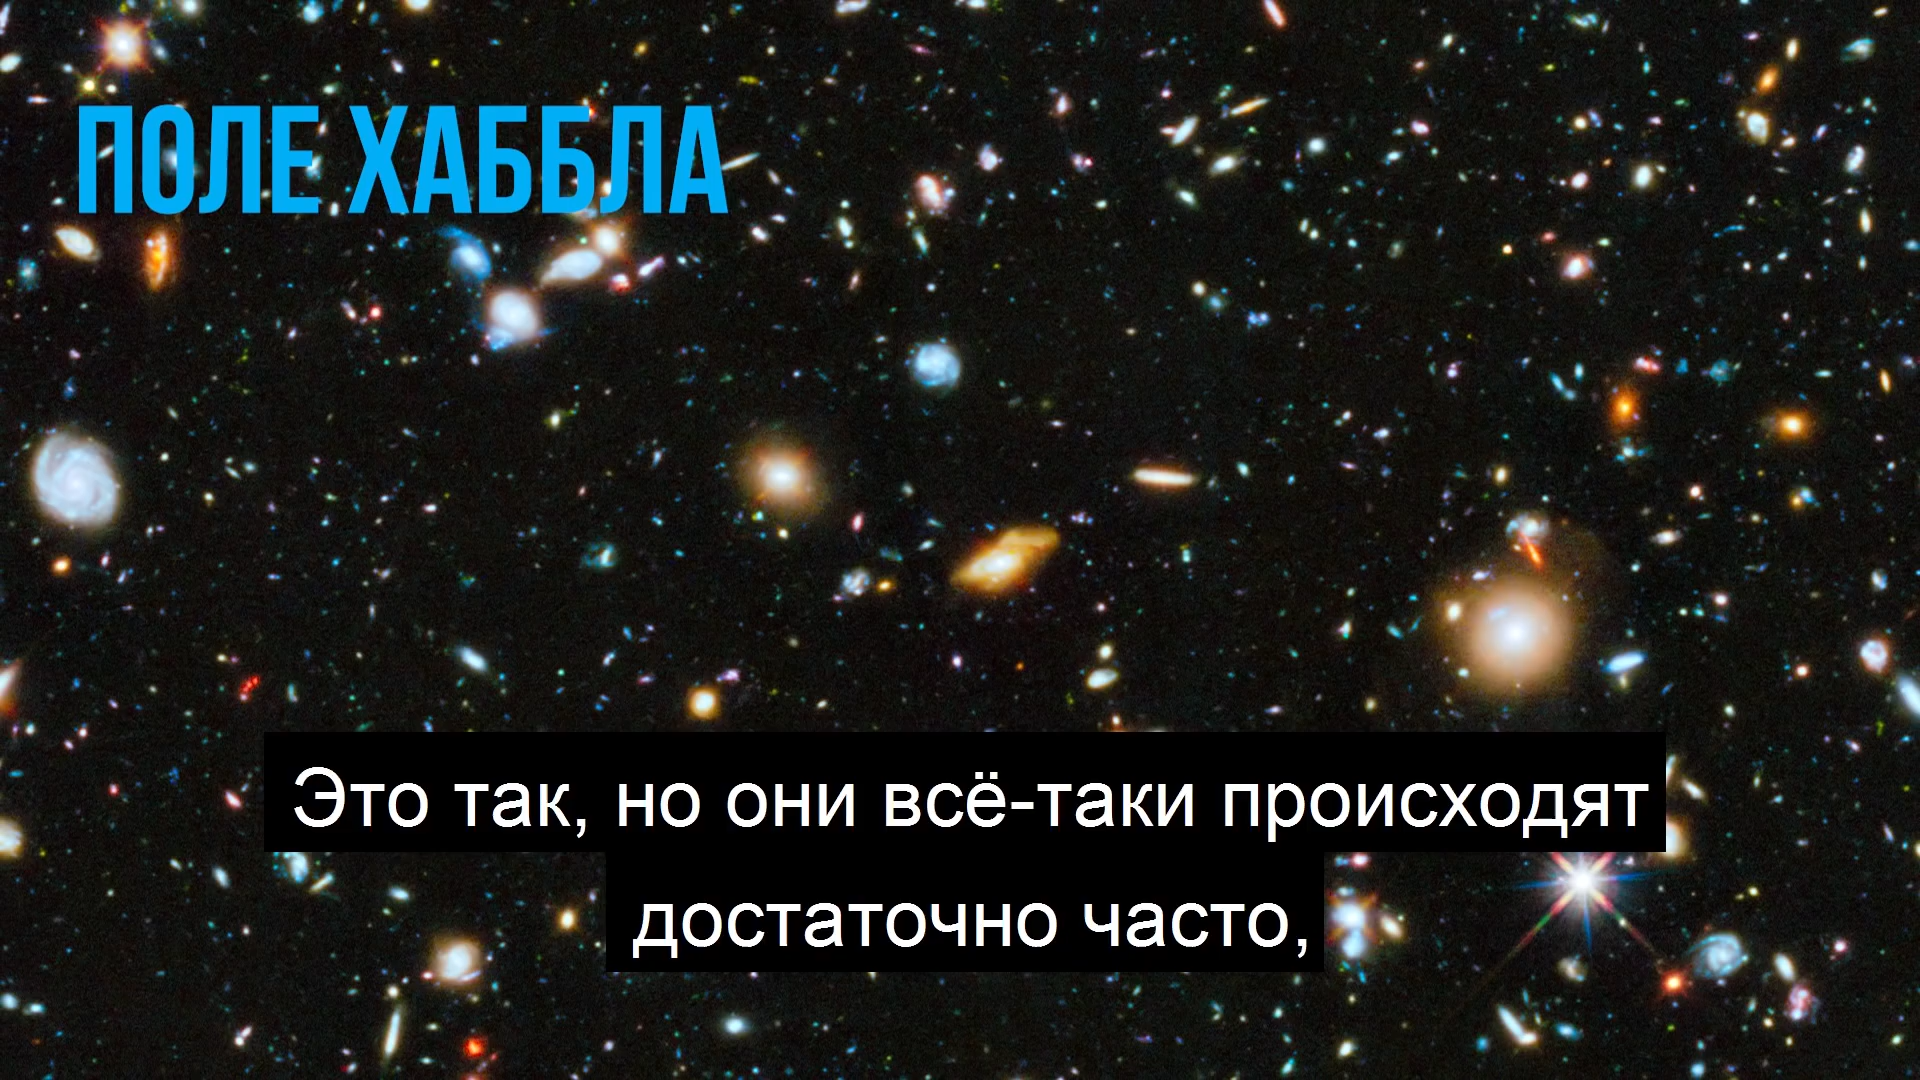 ПОЛЕ ХАББЛА
Это так, но они всё-таки происходят
достаточно часто,